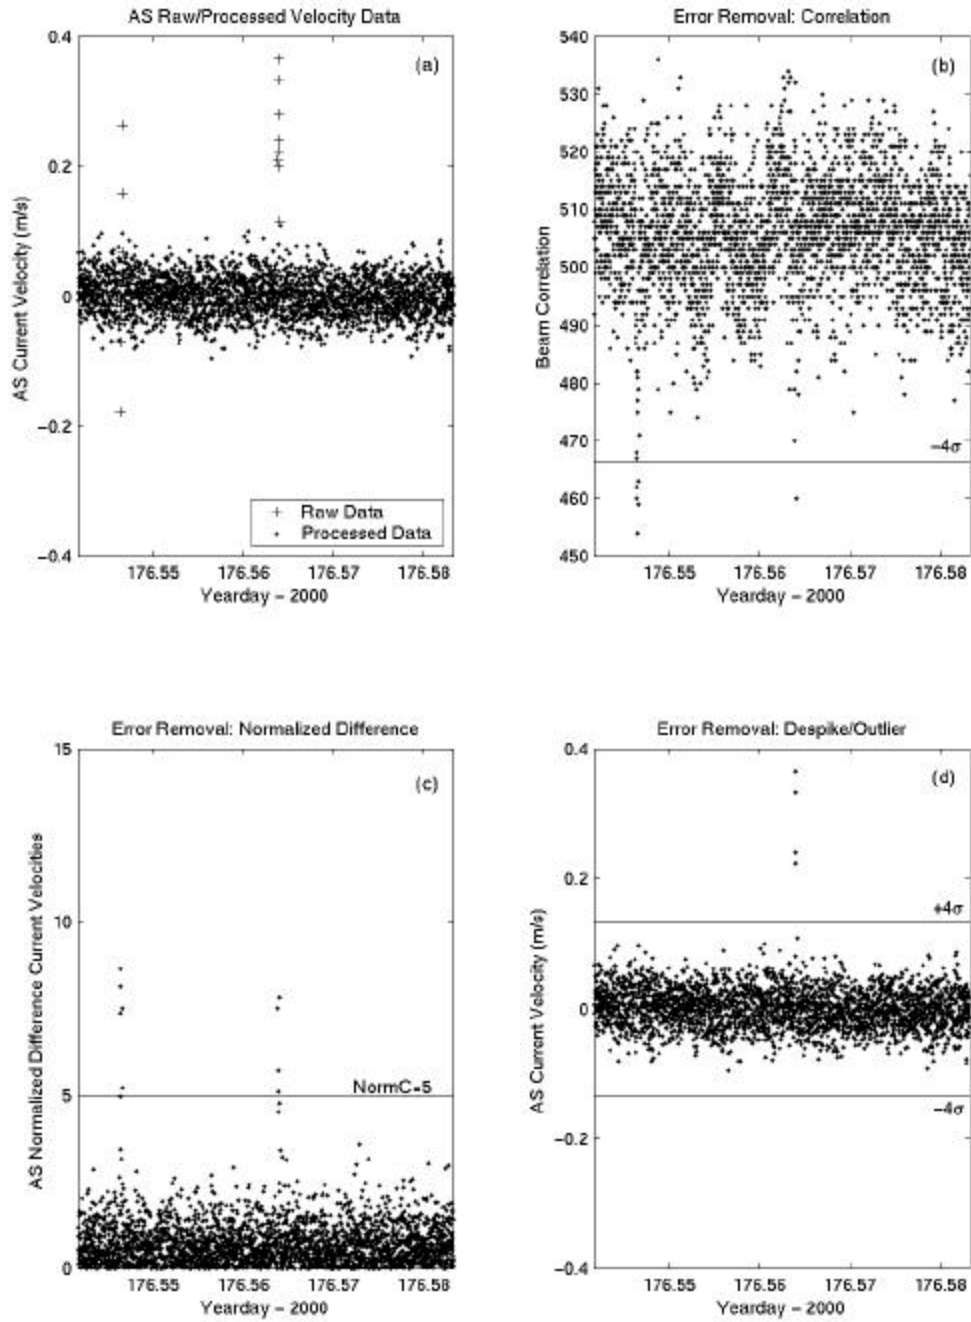 AS Raw/Processed Velocity Data
(a)
0.4
0.2
0
−0.2
−0.4
AS Current Velocity (m/s)
+ Raw Data
• Processed Data
176.55 176.56 176.57 176.58
Yearday − 2000
Error Removal: Correlation
(b)
540
530
520
510
500
490
480
470
460
450
Beam Correlation
−4σ
176.55 176.56 176.57 176.58
Yearday − 2000
Error Removal: Normalized Difference
(c)
15
10
5
0
AS Normalized Difference Current Velocities
NormC-5
176.55 176.56 176.57 176.58
Yearday − 2000
Error Removal: Despike/Outlier
(d)
0.4
0.2
0
−0.2
−0.4
AS Current Velocity (m/s)
+4σ
−4σ
176.55 176.56 176.57 176.58
Yearday − 2000